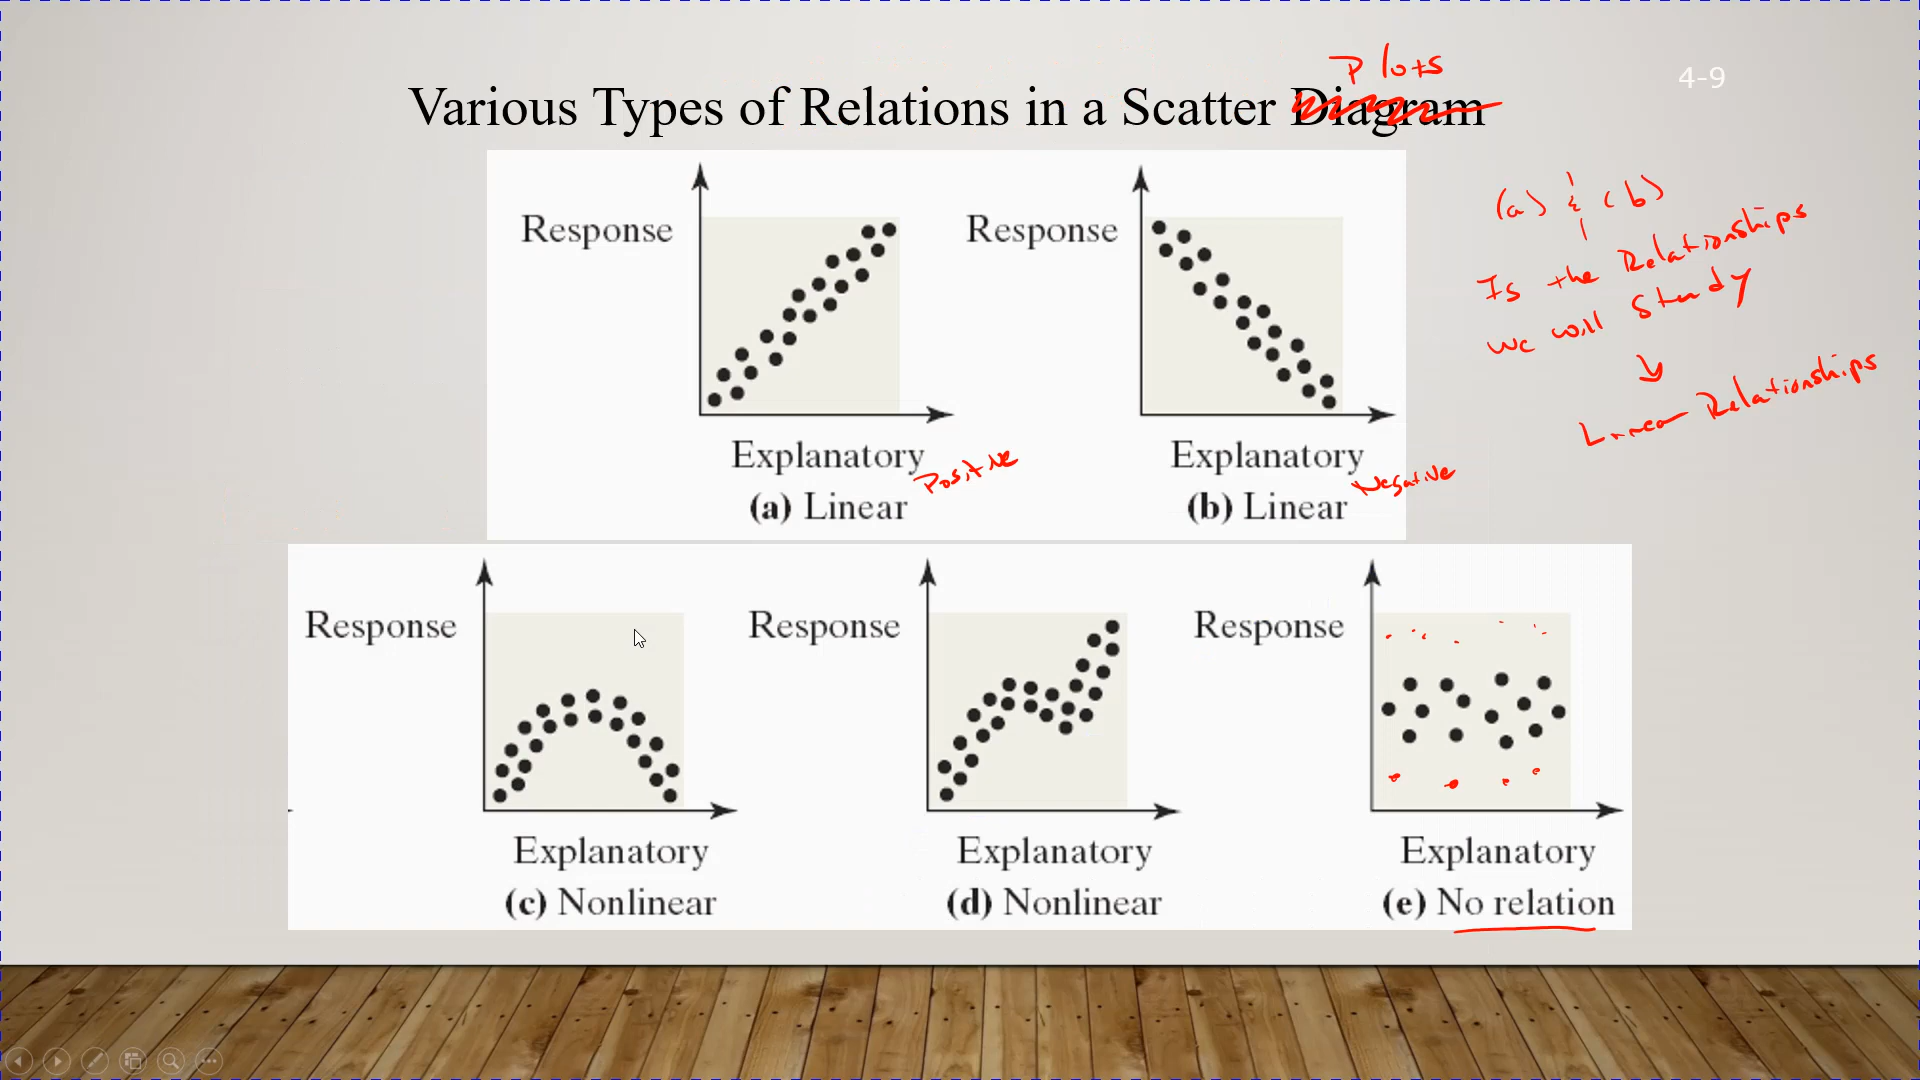 Plots
4-9
Various Types of Relations in a Scatter Diagram
(a) & (b)
Is the Relationships
we will study
Linear Relationships
Response
Response
Explanatory
Explanatory
Positive
Negative
(a) Linear
(b) Linear
Response
Response
Response
Explanatory
Explanatory
Explanatory
(c) Nonlinear
(d) Nonlinear
(e) No relation